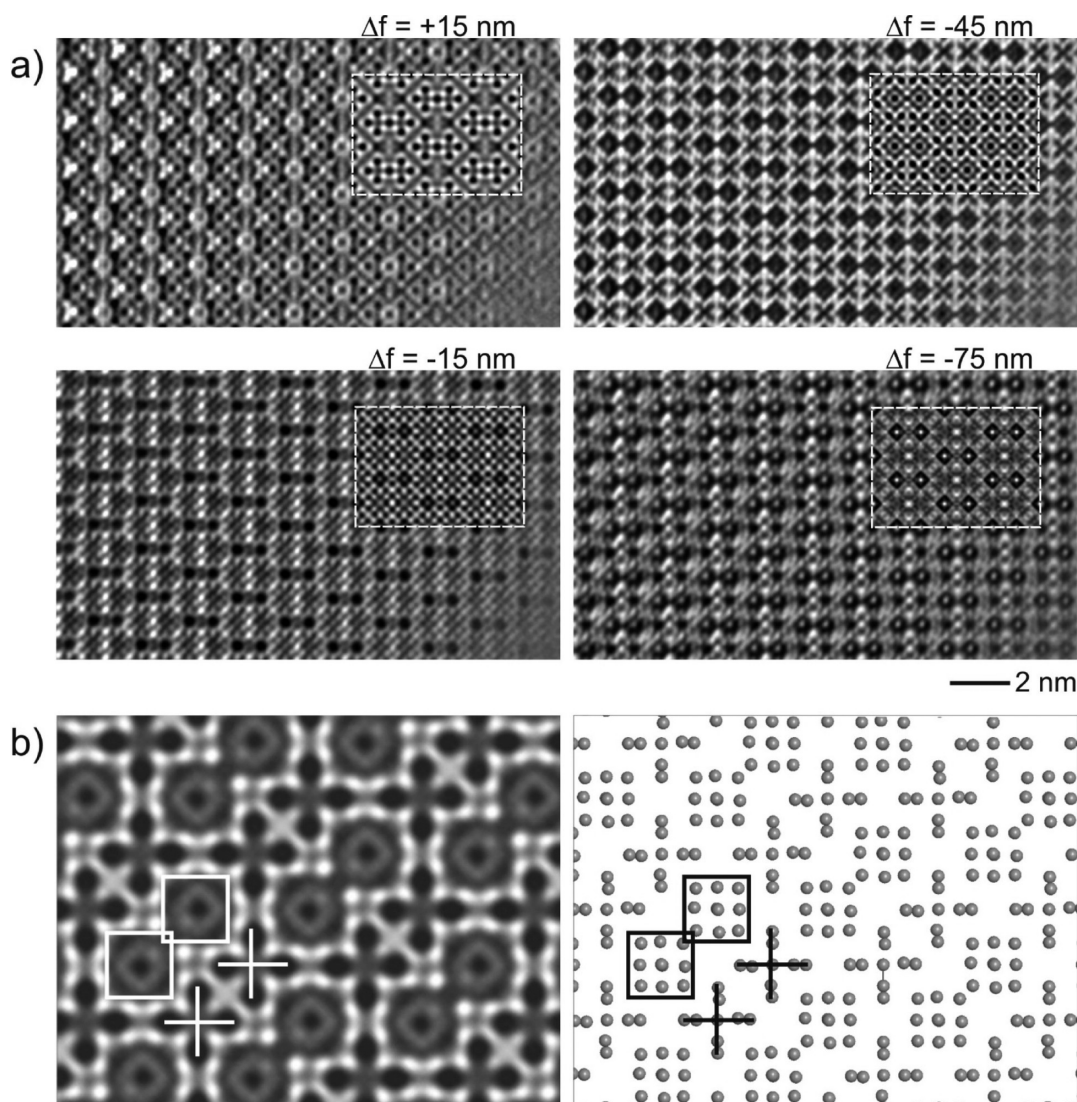 a)
Δf = +15 nm
Δf = -45 nm
Δf = -15 nm
Δf = -75 nm
2 nm
b)